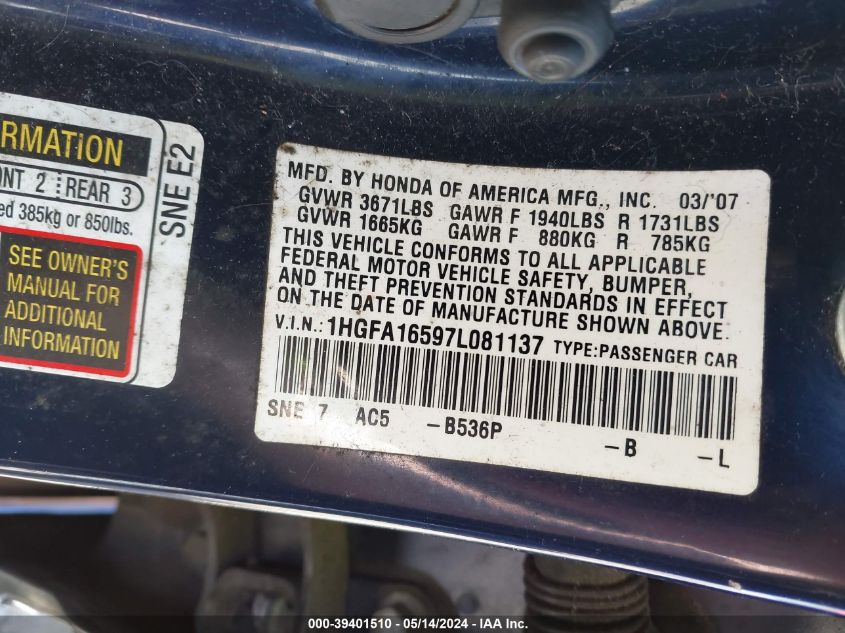 RMATION
NT 2 REAR 3
ed 385kg or 850lbs.
SEE OWNER'S
MANUAL FOR
ADDITIONAL
INFORMATION
SNE E2
MFD. BY HONDA OF AMERICA MFG., INC. 03/'07
GVWR 3671LBS GAWR F 1940LBS R 1731LBS
GVWR 1665KG GAWR F 880KG R 785KG
THIS VEHICLE CONFORMS TO ALL APPLICABLE
FEDERAL MOTOR VEHICLE SAFETY, BUMPER,
AND THEFT PREVENTION STANDARDS IN EFFECT
ON THE DATE OF MANUFACTURE SHOWN ABOVE.
V.I.N.: 1HGFA16597L081137 TYPE:PASSENGER CAR
SNE 7 AC5 -B536P -B -L
000-39401510 - 05/14/2024 - IAA Inc.